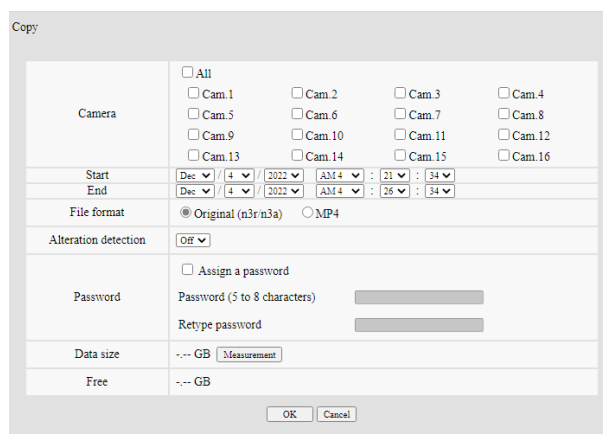 Copy
All
Camera
Cam.1 Cam.2 Cam.3 Cam.4
Cam.5 Cam.6 Cam.7 Cam.8
Cam.9 Cam.10 Cam.11 Cam.12
Cam.13 Cam.14 Cam.15 Cam.16
Start Dec / 4 / 2022 AM 4 : 21 : 34
End Dec / 4 / 2022 AM 4 : 26 : 34
File format Original (n3r/n3a) MP4
Alteration detection Off
Assign a password
Password Password (5 to 8 characters)
Retype password
Data size -.-- GB Measurement
Free -.-- GB
OK Cancel